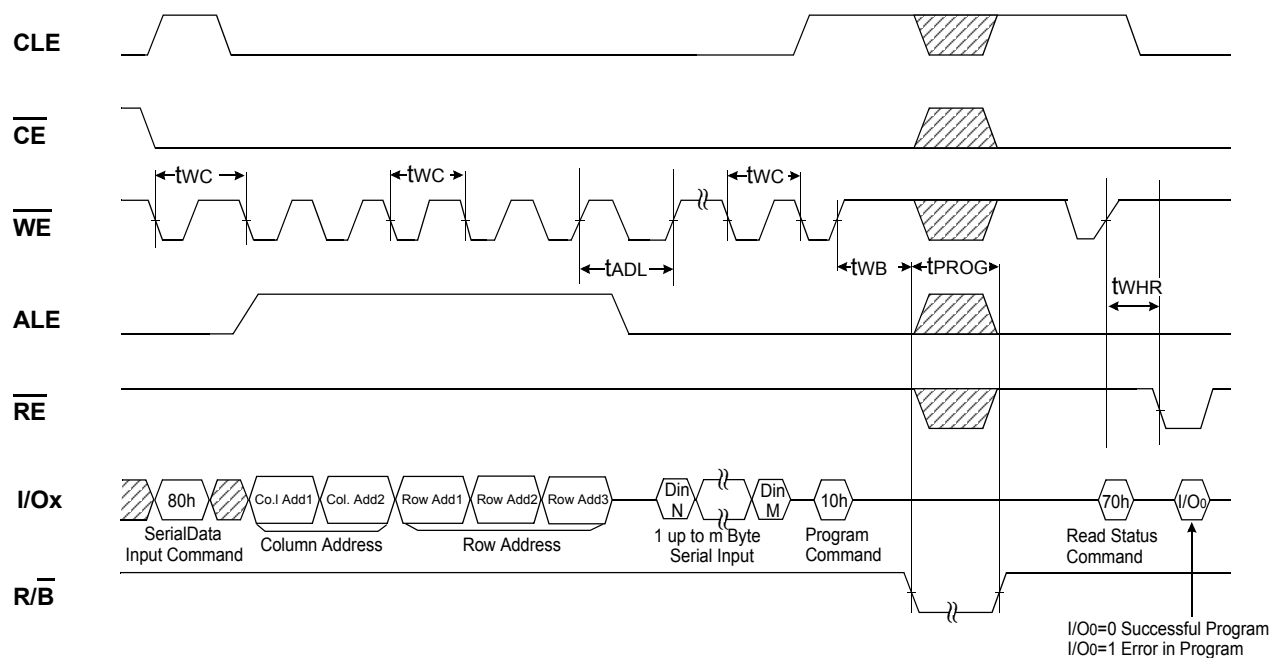 CLE
CE
tWC
tWC
tWC
WE
tADL
tWB
tPROG
tWHR
ALE
RE
I/Ox
80h
Co.l Add1
Col. Add2
Row Add1
Row Add2
Row Add3
Din
N
Din
M
10h
70h
I/O0
SerialData
Input Command
Column Address
Row Address
1 up to m Byte
Serial Input
Program
Command
Read Status
Command
R/B
I/O0=0 Successful Program
I/O0=1 Error in Program